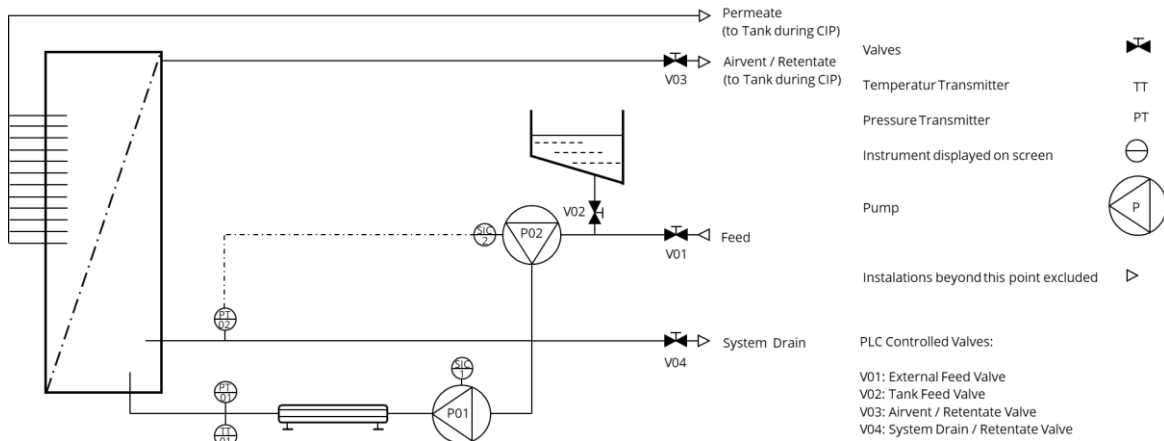 Permeate
(to Tank during CIP)
Airvent / Retentate
(to Tank during CIP)
V03
V02
SIC
2
P02
V01
Feed
PT
02
System Drain
V04
SIC
1
PT
01
P01
TT
01
Valves
Temperatur Transmitter
TT
Pressure Transmitter
PT
Instrument displayed on screen
Pump
P
Instalations beyond this point excluded
PLC Controlled Valves:
V01: External Feed Valve
V02: Tank Feed Valve
V03: Airvent / Retentate Valve
V04: System Drain / Retentate Valve